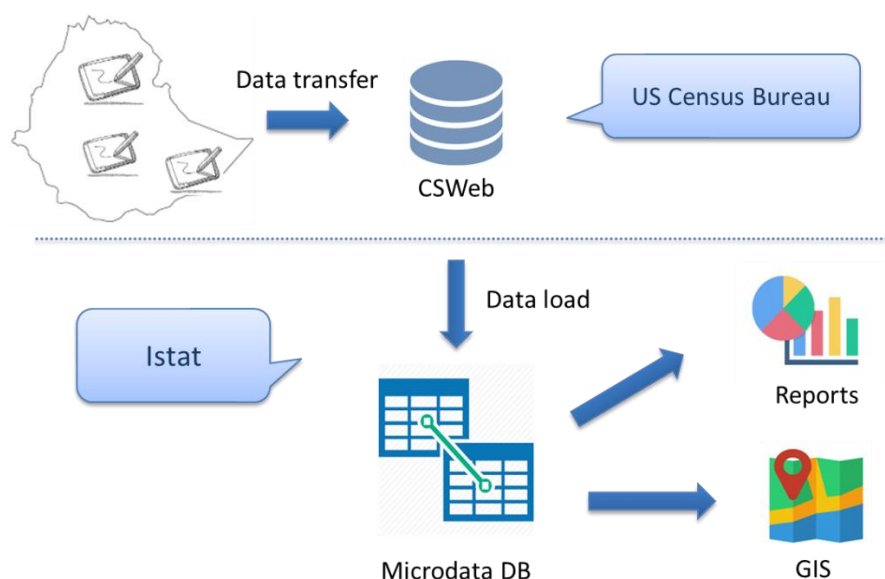 Data transfer
US Census Bureau
CSWeb
Data load
Istat
Reports
Microdata DB
GIS